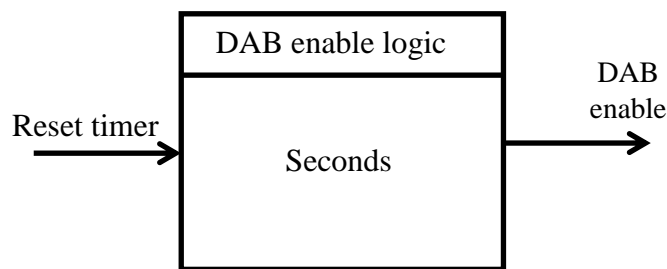 DAB enable logic
DAB
enable
Reset timer
Seconds